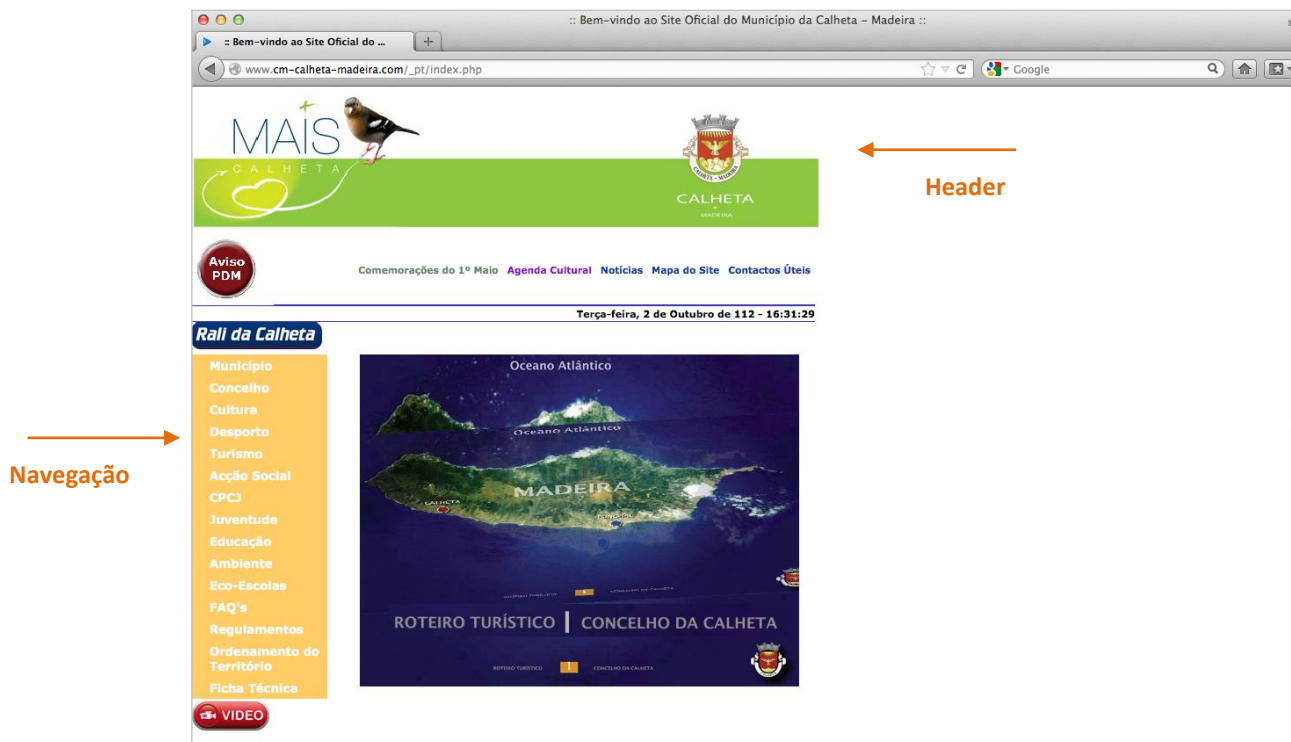 :: Bem-vindo ao Site Oficial do Município da Calheta - Madeira ::
:: Bem-vindo ao Site Oficial do ...
www.cm-calheta-madeira.com/_pt/index.php
Google
MAIS
CALHETA
CALHETA - MADEIRA
CALHETA
MADEIRA
Header
Aviso
PDM
Comemorações do 1º Maio Agenda Cultural Notícias Mapa do Site Contactos Úteis
Terça-feira, 2 de Outubro de 112 - 16:31:29
Rali da Calheta
Navegação
Município
Concelho
Cultura
Desporto
Turismo
Acção Social
CPCJ
Juventude
Educação
Ambiente
Eco-Escolas
FAQ's
Regulamentos
Ordenamento do
Território
Ficha Técnica
VIDEO
Oceano Atlântico
Oceano Atlântico
MADEIRA
CALHETA
FUNCHAL
ROTEIRO TURÍSTICO | CONCELHO DA CALHETA
ROTEIRO TURÍSTICO 1 CONCELHO DA CALHETA